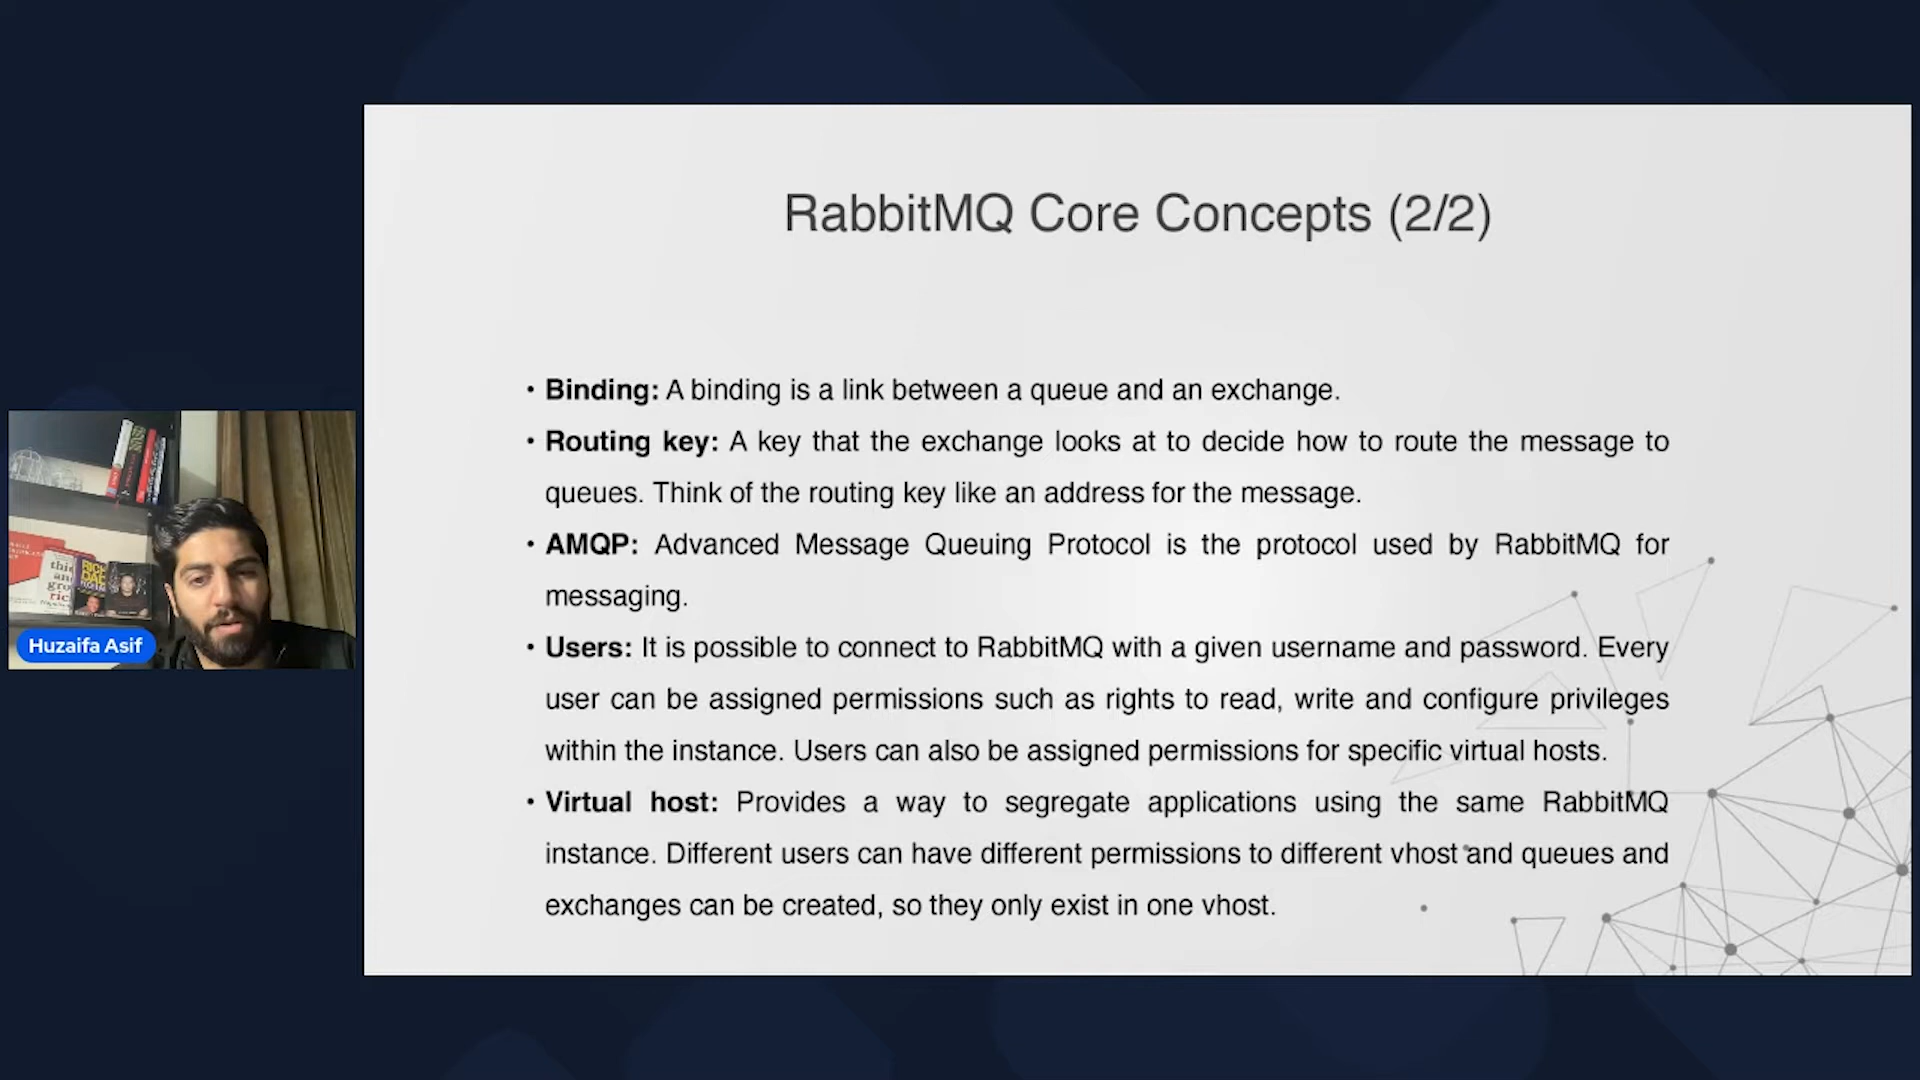 RabbitMQ Core Concepts (2/2)
• Binding: A binding is a link between a queue and an exchange.
• Routing key: A key that the exchange looks at to decide how to route the message to
queues. Think of the routing key like an address for the message.
• AMQP: Advanced Message Queuing Protocol is the protocol used by RabbitMQ for
messaging.
• Users: It is possible to connect to RabbitMQ with a given username and password. Every
user can be assigned permissions such as rights to read, write and configure privileges
within the instance. Users can also be assigned permissions for specific virtual hosts.
• Virtual host: Provides a way to segregate applications using the same RabbitMQ
instance. Different users can have different permissions to different vhost and queues and
exchanges can be created, so they only exist in one vhost.
RICH
DAD
Huzaifa Asif